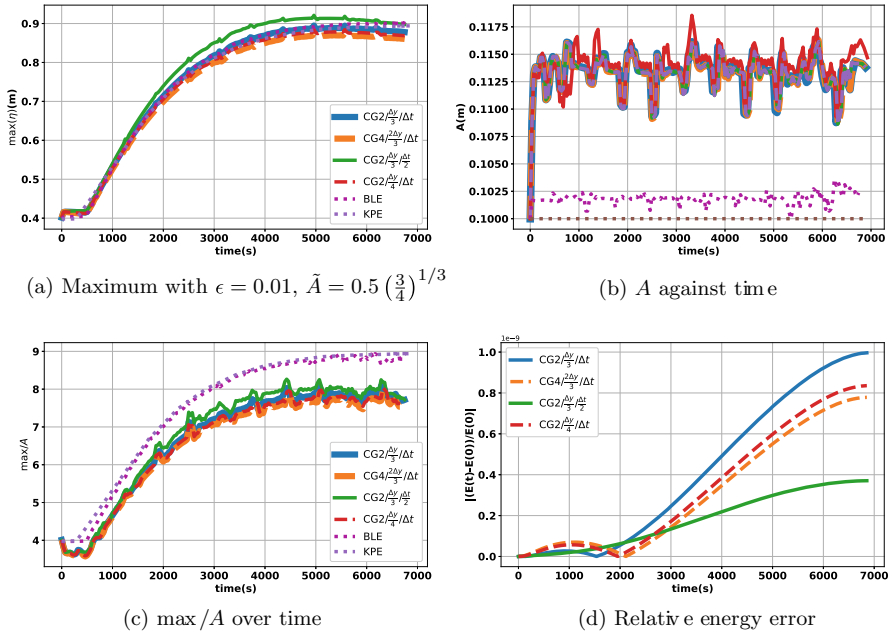 0.9
0.8
0.7
0.6
0.5
0.4
max(η)(m)
0 1000 2000 3000 4000 5000 6000 7000
time(s)
CG2/Δy/3/Δt
CG4/2Δy/3/Δt
CG2/Δy/3/Δt/2
CG2/Δy/4/Δt
BLE
KPE
(a) Maximum with ϵ = 0.01, Ã = 0.5 (3/4)^1/3
0.1175
0.1150
0.1125
0.1100
0.1075
0.1050
0.1025
0.1000
A(m)
0 1000 2000 3000 4000 5000 6000 7000
time(s)
(b) A against time
9
8
7
6
5
4
max/A
0 1000 2000 3000 4000 5000 6000 7000
time(s)
CG2/Δy/3/Δt
CG4/2Δy/3/Δt
CG2/Δy/3/Δt/2
CG2/Δy/4/Δt
BLE
KPE
(c) max /A over time
1e-9
1.0
0.8
0.6
0.4
0.2
0.0
|(E(t)-E(0))/E(0)|
0 1000 2000 3000 4000 5000 6000 7000
time(s)
CG2/Δy/3/Δt
CG4/2Δy/3/Δt
CG2/Δy/3/Δt/2
CG2/Δy/4/Δt
(d) Relative energy error